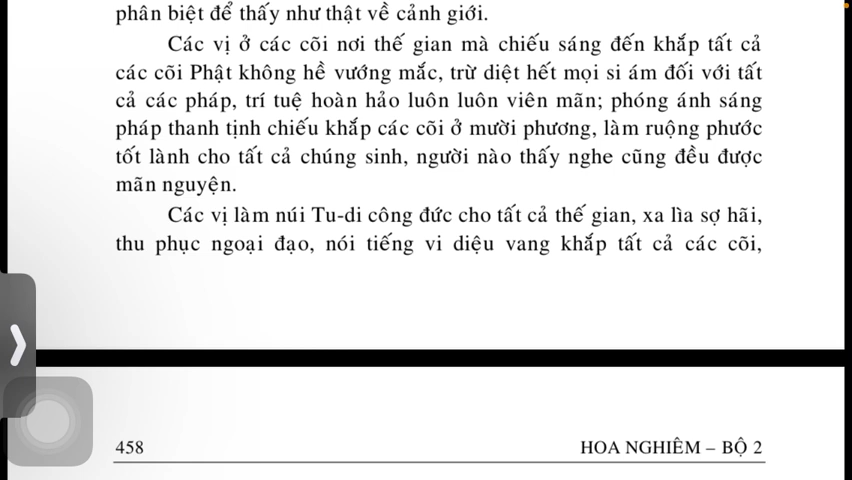 phân biệt để thấy như thật về cảnh giới.
Các vị ở các cõi nơi thế gian mà chiếu sáng đến khắp tất cả
các cõi Phật không hề vướng mắc, trừ diệt hết mọi si ám đối với tất
cả các pháp, trí tuệ hoàn hảo luôn luôn viên mãn; phóng ánh sáng
pháp thanh tịnh chiếu khắp các cõi ở mười phương, làm ruộng phước
tốt lành cho tất cả chúng sinh, người nào thấy nghe cũng đều được
mãn nguyện.
Các vị làm núi Tu-di công đức cho tất cả thế gian, xa lìa sợ hãi,
thu phục ngoại đạo, nói tiếng vi diệu vang khắp tất cả các cõi,
458 HOA NGHIÊM – BỘ 2